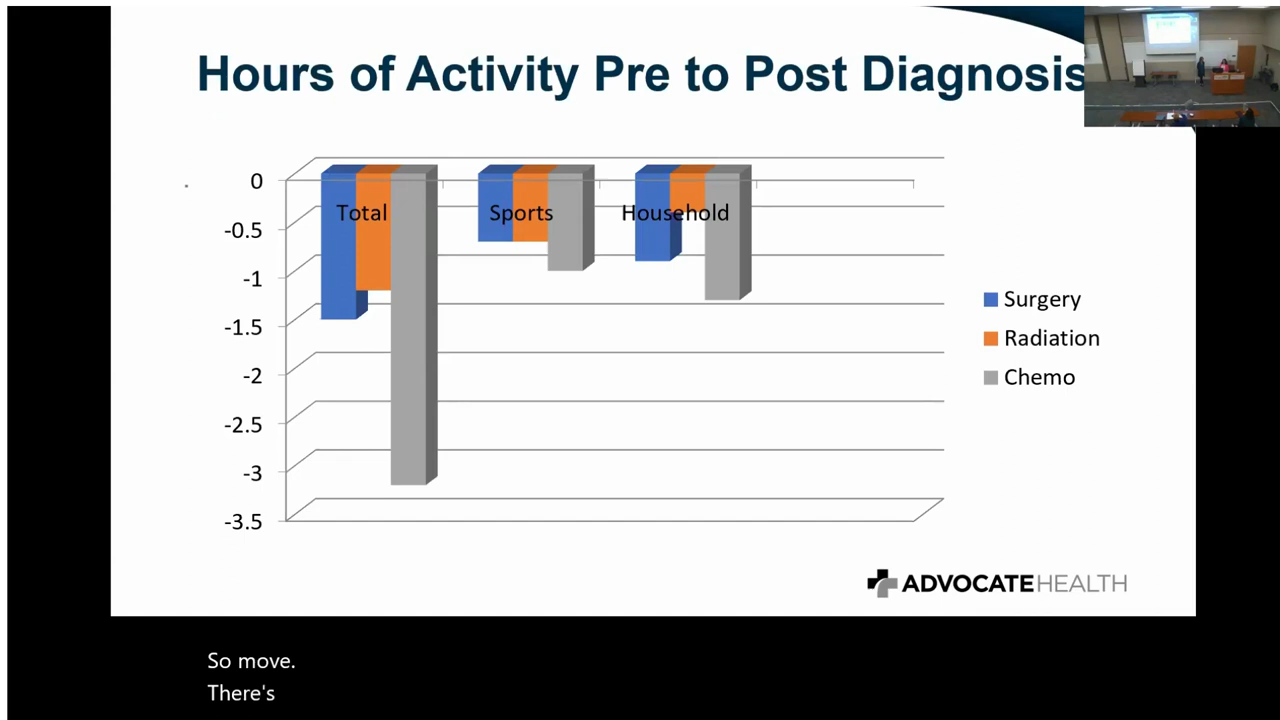 Hours of Activity Pre to Post Diagnosis
0
-0.5
-1
-1.5
-2
-2.5
-3
-3.5
Total
Sports
Household
Surgery
Radiation
Chemo
ADVOCATEHEALTH
So move.
There's